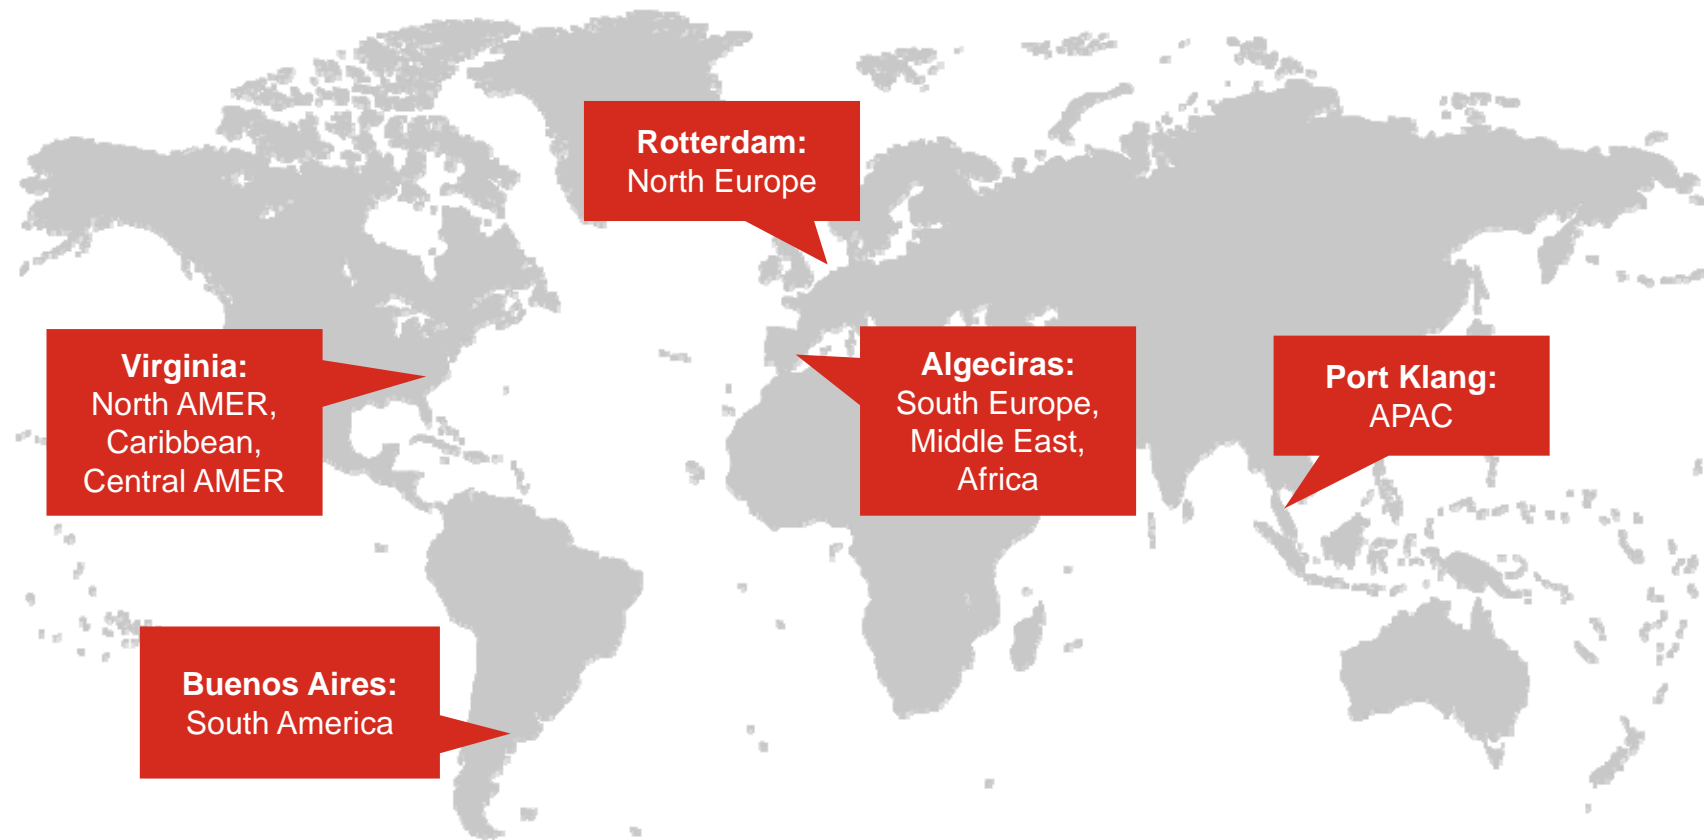 Rotterdam:
North Europe
Virginia:
North AMER,
Caribbean,
Central AMER
Algeciras:
South Europe,
Middle East,
Africa
Port Klang:
APAC
Buenos Aires:
South America